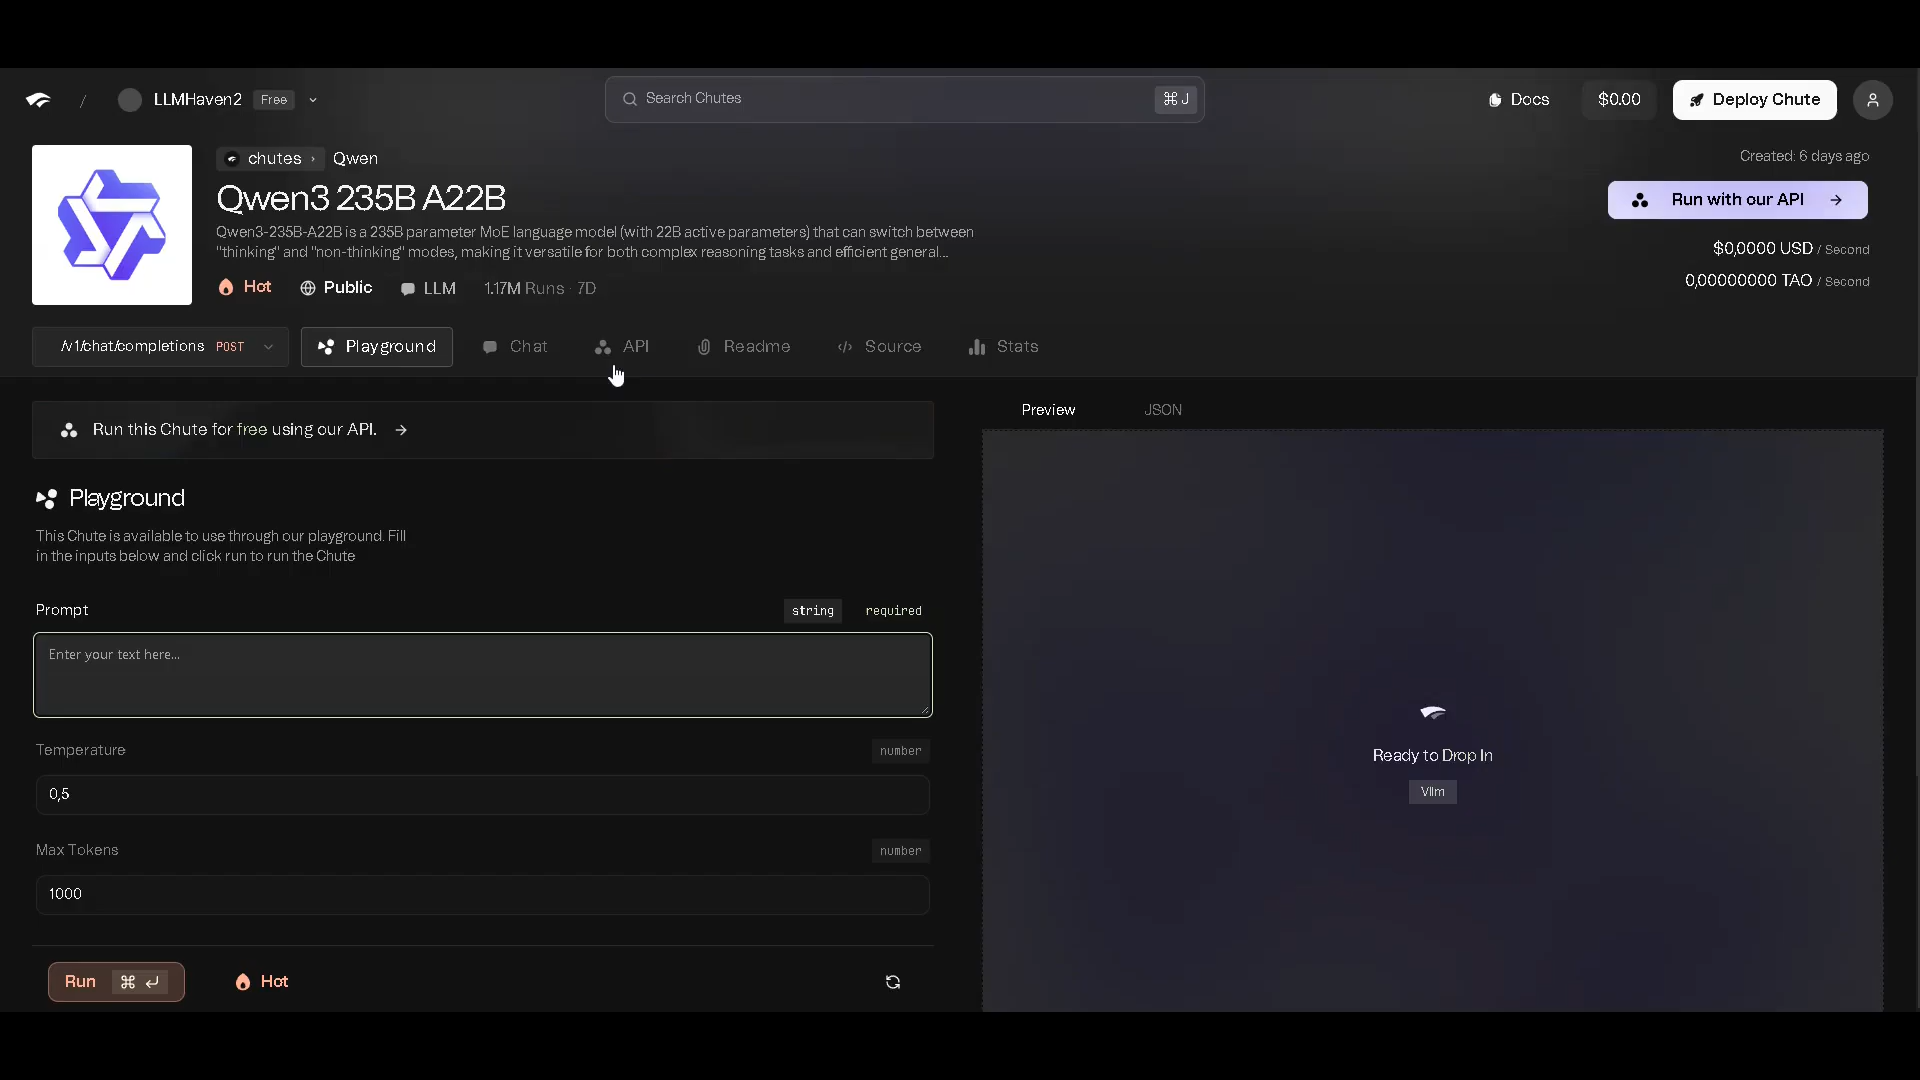 / LLMHaven2 Free
Search Chutes ⌘ J
Docs $0.00 Deploy Chute
chutes › Qwen
Created: 6 days ago
Qwen3 235B A22B
Run with our API →
Qwen3-235B-A22B is a 235B parameter MoE language model (with 22B active parameters) that can switch between
"thinking" and "non-thinking" modes, making it versatile for both complex reasoning tasks and efficient general...
$0,0000 USD / Second
0,00000000 TAO / Second
Hot Public LLM 1.17M Runs · 7D
/v1/chat/completions POST
Playground Chat API Readme Source Stats
Run this Chute for free using our API. →
Preview JSON
Playground
This Chute is available to use through our playground. Fill
in the inputs below and click run to run the Chute
Prompt string required
Enter your text here...
Temperature number
0,5
Max Tokens number
1000
Run ⌘ ↵ Hot
Ready to Drop In
Vllm